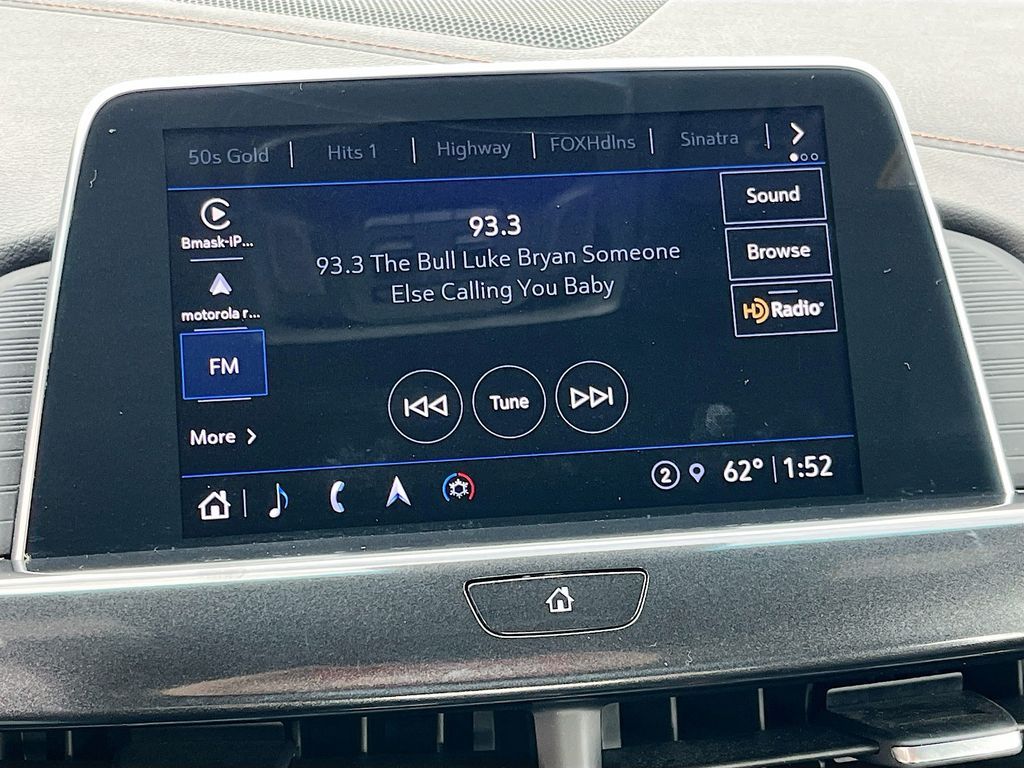 50s Gold | Hits 1 | Highway | FOXHdlns | Sinatra
Bmask-IP...
motorola r...
FM
More
93.3
93.3 The Bull Luke Bryan Someone
Else Calling You Baby
Tune
Sound
Browse
HD Radio
2 62° 1:52